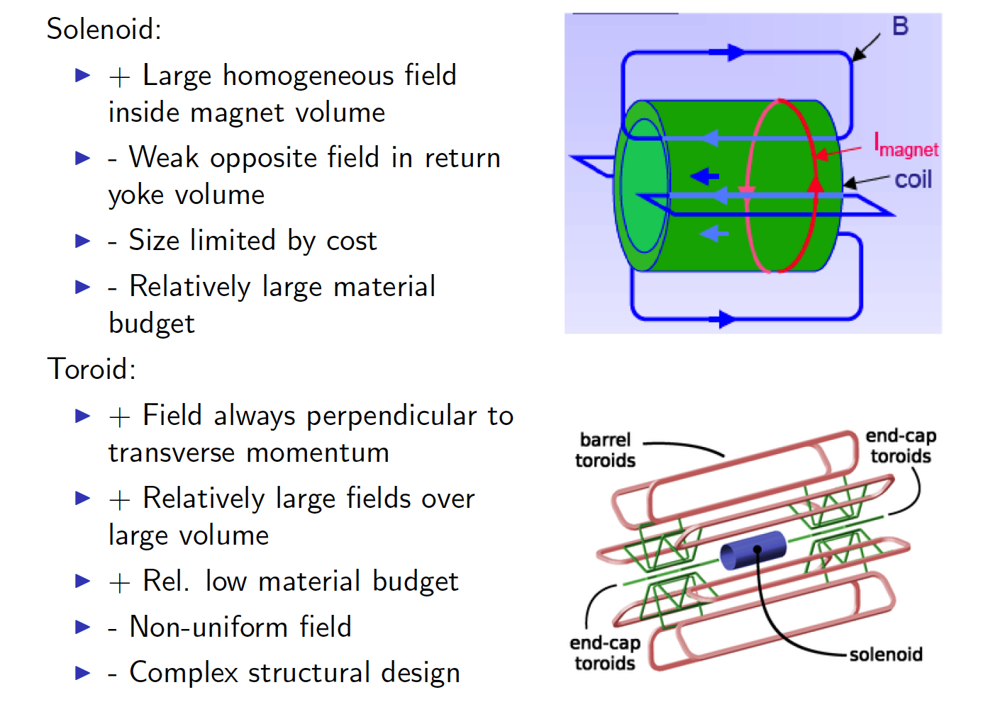 Solenoid:
+ Large homogeneous field
inside magnet volume
- Weak opposite field in return
yoke volume
- Size limited by cost
- Relatively large material
budget
B
I magnet
coil
Toroid:
+ Field always perpendicular to
transverse momentum
+ Relatively large fields over
large volume
+ Rel. low material budget
- Non-uniform field
- Complex structural design
barrel
toroids
end-cap
toroids
end-cap
toroids
solenoid